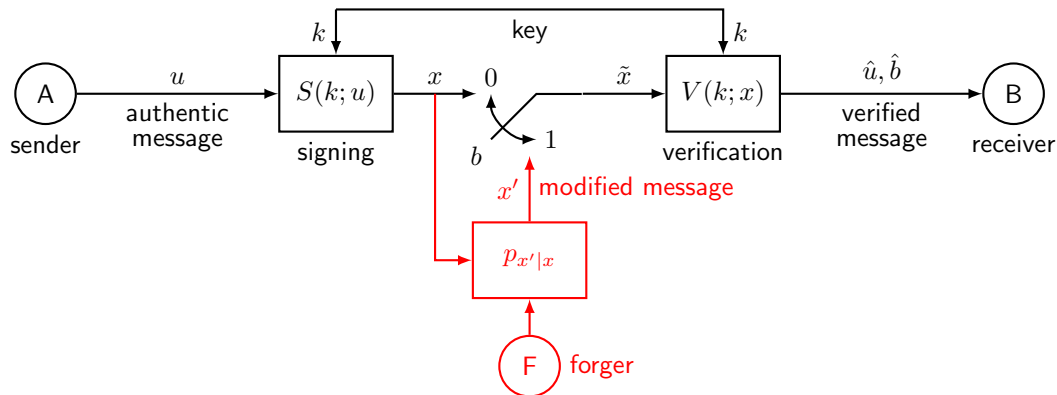 k
key
k
A
u
S(k; u)
x
0
x̃
V(k; x)
û, b̂
B
authentic
message
sender
signing
b
1
verification
verified
message
receiver
x′
modified message
p_{x′|x}
F
forger